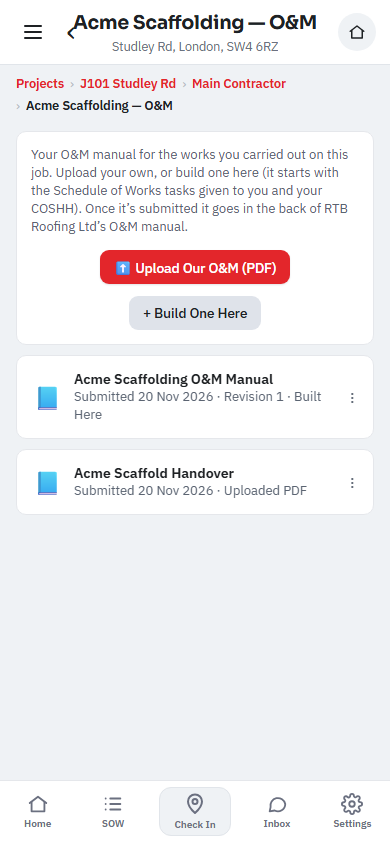 Acme Scaffolding — O&M
Studley Rd, London, SW4 6RZ
Projects › J101 Studley Rd › Main Contractor
› Acme Scaffolding — O&M
Your O&M manual for the works you carried out on this
job. Upload your own, or build one here (it starts with
the Schedule of Works tasks given to you and your
COSHH). Once it's submitted it goes in the back of RTB
Roofing Ltd's O&M manual.
Upload Our O&M (PDF)
+ Build One Here
Acme Scaffolding O&M Manual
Submitted 20 Nov 2026 · Revision 1 · Built
Here
Acme Scaffold Handover
Submitted 20 Nov 2026 · Uploaded PDF
Home
SOW
Check In
Inbox
Settings